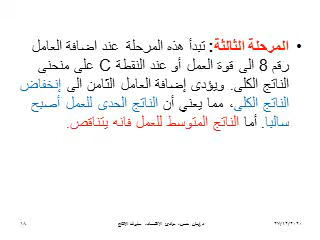 • المرحلة الثالثة: تبدأ هذه المرحلة عند اضافة العامل
رقم 8 الى قوة العمل أو عند النقطة C على منحنى
الناتج الكلى. ويؤدى إضافة العامل الثامن الى إنخفاض
الناتج الكلى، مما يعني أن الناتج الحدى للعمل أصبح
سالبا. أما الناتج المتوسط للعمل فانه يتناقص.